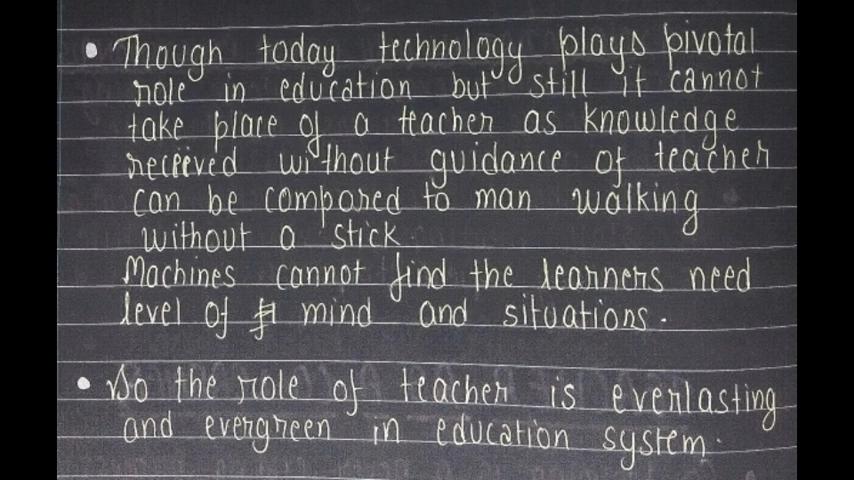 • Though today technology plays pivotal
role in education but still it cannot
take place of a teacher as knowledge
received without guidance of teacher
can be compared to man walking
without a stick.
Machines cannot find the learners need
level of mind and situations.
• So the role of teacher is everlasting
and evergreen in education system.